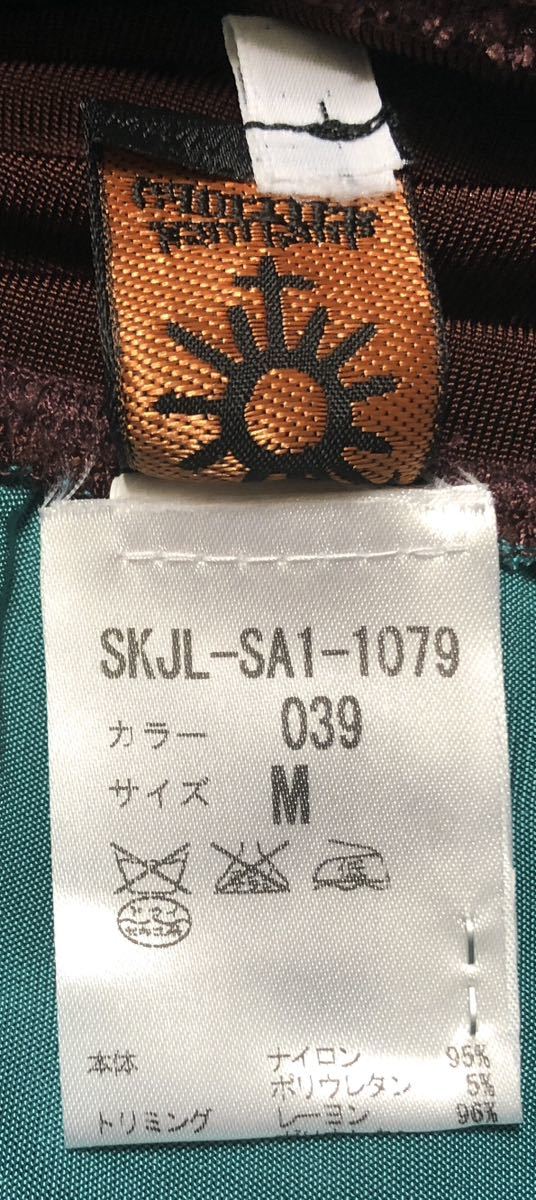 SKJL-SA1-1079
カラー 039
サイズ M
中
本体 ナイロン 95%
ポリウレタン 5%
トリミング レーヨン 96%